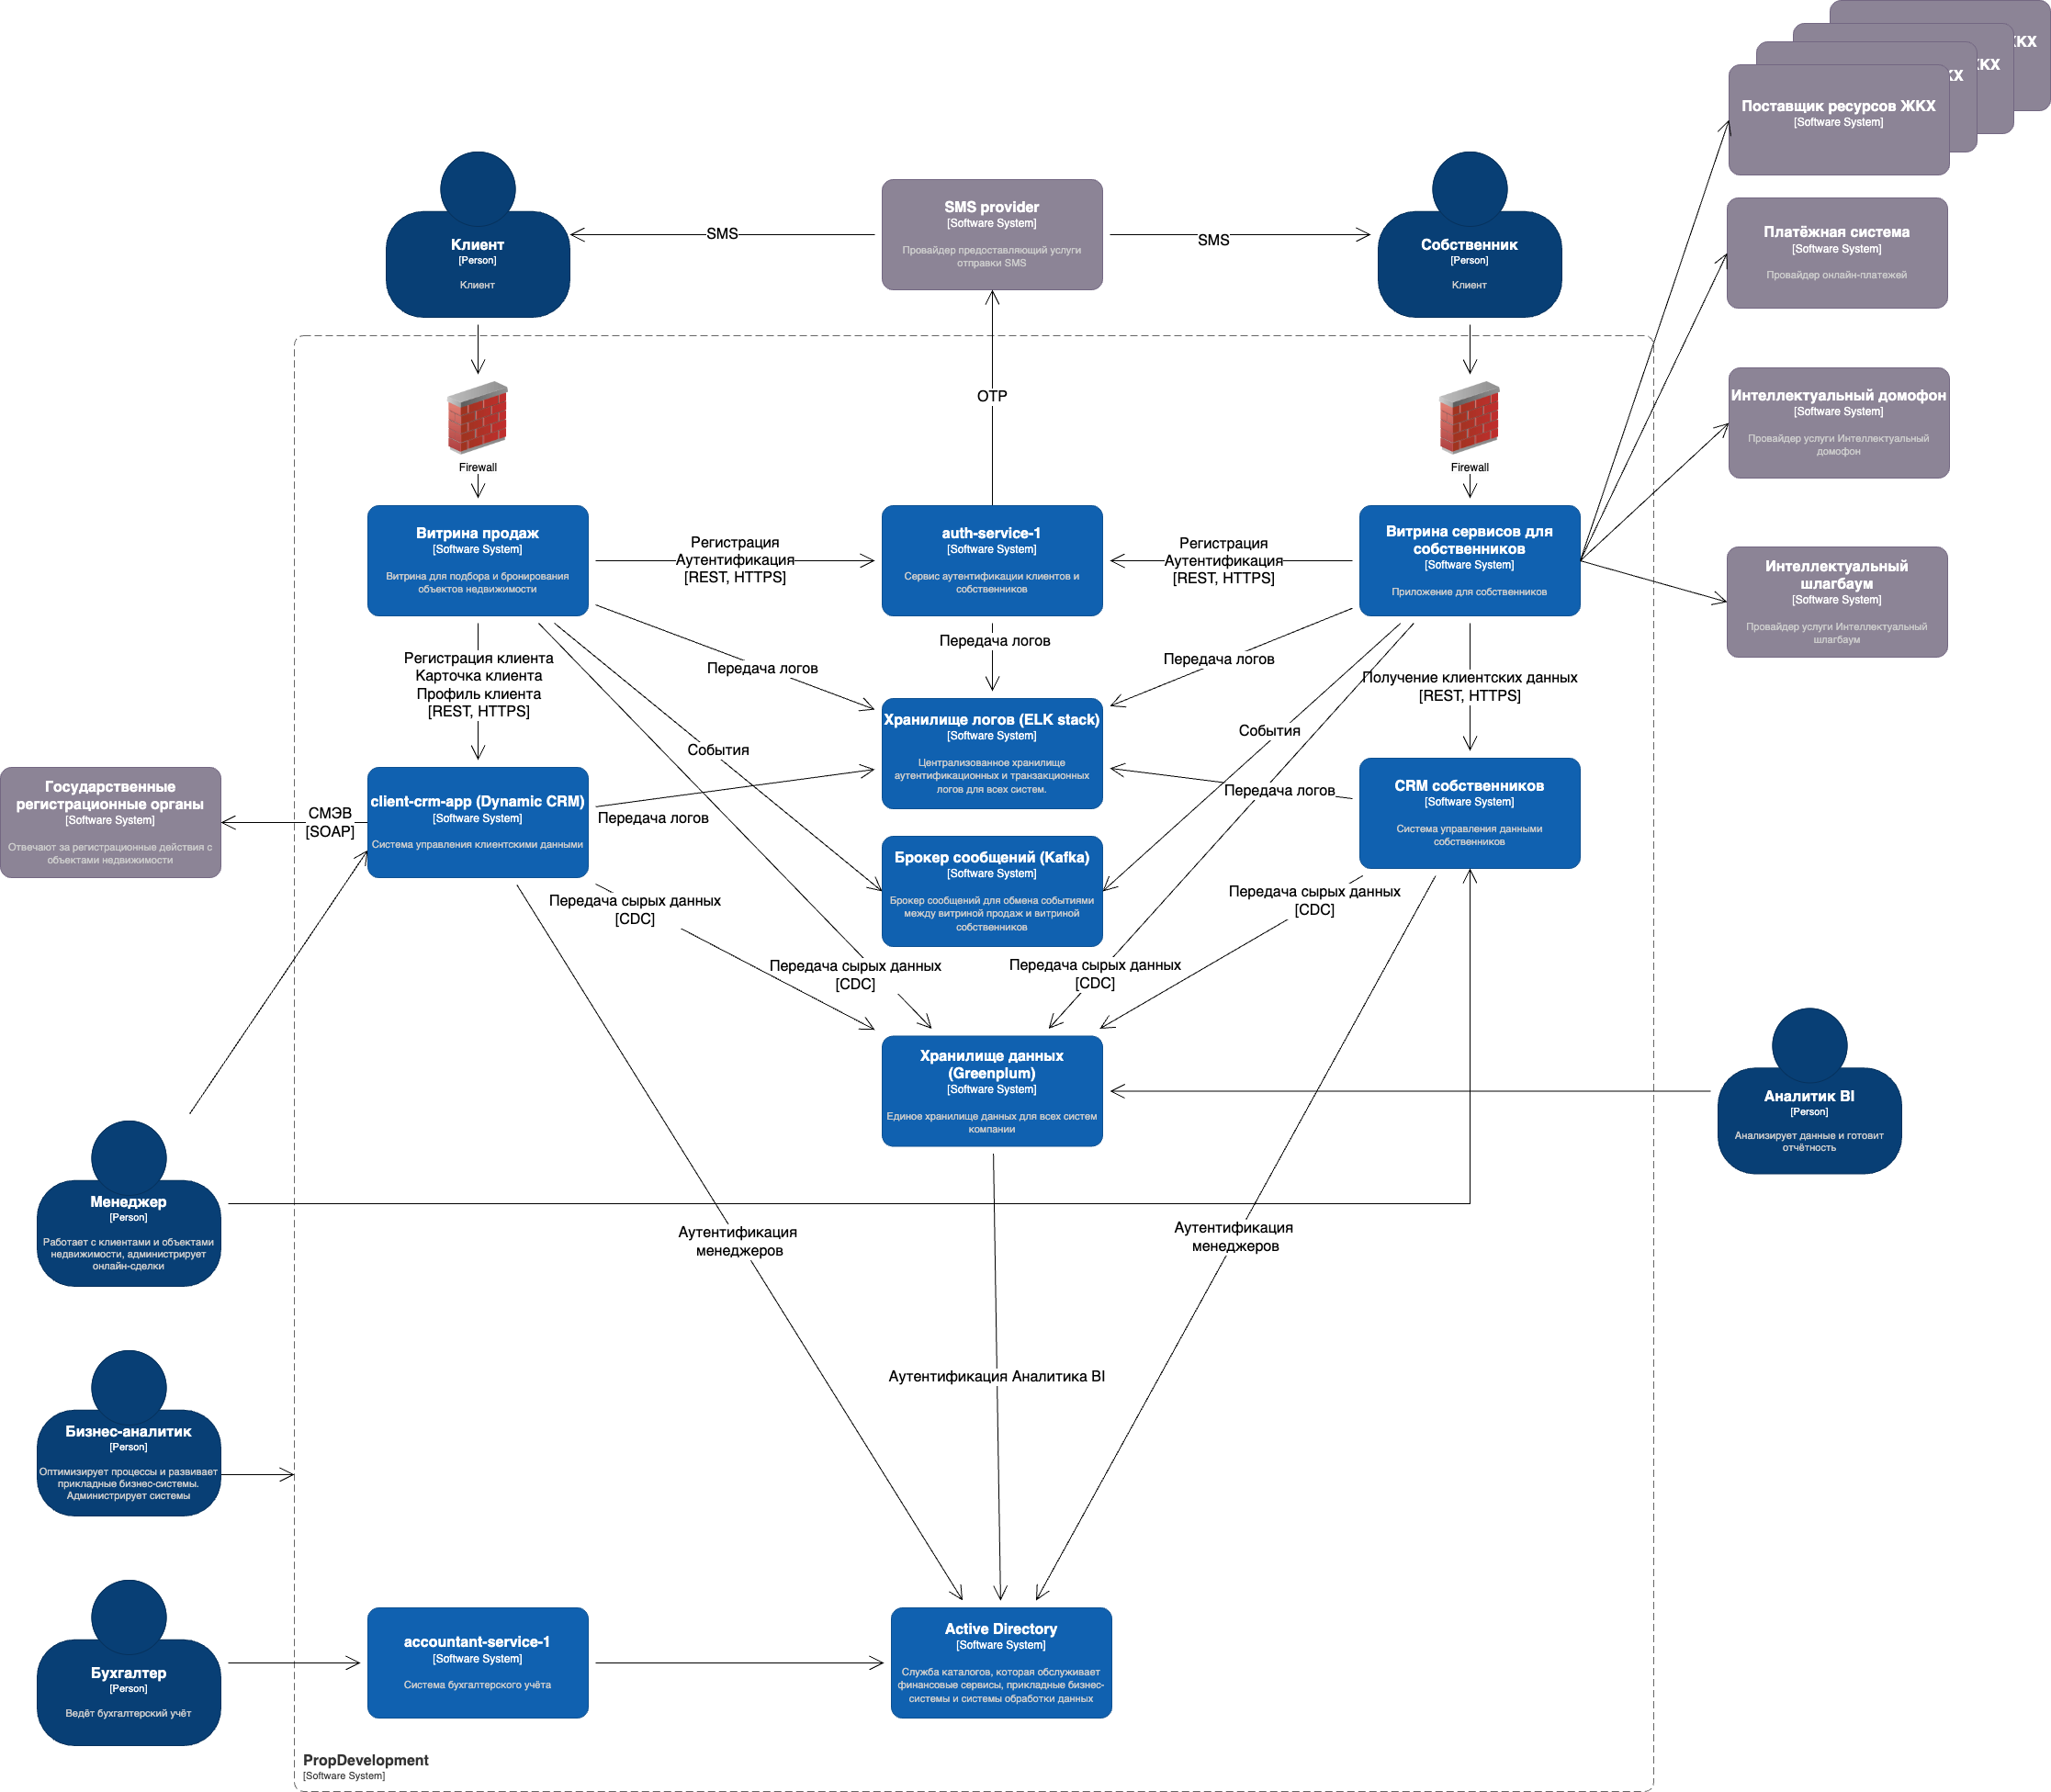 ЖКХ
ЖКХ
КХ
Поставщик ресурсов ЖКХ
[Software System]
Клиент
[Person]
Клиент
SMS
SMS provider
[Software System]
Провайдер предоставляющий услуги
отправки SMS
SMS
Собственник
[Person]
Клиент
Платёжная система
[Software System]
Провайдер онлайн-платежей
OTP
Интеллектуальный домофон
[Software System]
Провайдер услуги Интеллектуальный
домофон
Firewall
Firewall
Витрина продаж
[Software System]
Витрина для подбора и бронирования
объектов недвижимости
Регистрация
Аутентификация
[REST, HTTPS]
auth-service-1
[Software System]
Сервис аутентификации клиентов и
собственников
Регистрация
Аутентификация
[REST, HTTPS]
Витрина сервисов для
собственников
[Software System]
Приложение для собственников
Интеллектуальный
шлагбаум
[Software System]
Провайдер услуги Интеллектуальный
шлагбаум
Регистрация клиента
Карточка клиента
Профиль клиента
[REST, HTTPS]
Передача логов
Передача логов
Передача логов
Получение клиентских данных
[REST, HTTPS]
События
Хранилище логов (ELK stack)
[Software System]
Централизованное хранилище
аутентификационных и транзакционных
логов для всех систем.
События
Государственные
регистрационные органы
[Software System]
Отвечают за регистрационные действия с
объектами недвижимости
СМЭВ
[SOAP]
client-crm-app (Dynamic CRM)
[Software System]
Система управления клиентскими данными
Передача логов
Передача логов
CRM собственников
[Software System]
Система управления данными
собственников
Брокер сообщений (Kafka)
[Software System]
Брокер сообщений для обмена событиями
между витриной продаж и витриной
собственников
Передача сырых данных
[CDC]
Передача сырых данных
[CDC]
Передача сырых данных
[CDC]
Передача сырых данных
[CDC]
Хранилище данных
(Greenplum)
[Software System]
Единое хранилище данных для всех систем
компании
Аналитик BI
[Person]
Анализирует данные и готовит
отчётность
Менеджер
[Person]
Работает с клиентами и объектами
недвижимости, администрирует
онлайн-сделки
Аутентификация
менеджеров
Аутентификация
менеджеров
Аутентификация Аналитика BI
Бизнес-аналитик
[Person]
Оптимизирует процессы и развивает
прикладные бизнес-системы.
Администрирует системы
Бухгалтер
[Person]
Ведёт бухгалтерский учёт
accountant-service-1
[Software System]
Система бухгалтерского учёта
Active Directory
[Software System]
Служба каталогов, которая обслуживает
финансовые сервисы, прикладные бизнес-
системы и системы обработки данных
PropDevelopment
[Software System]